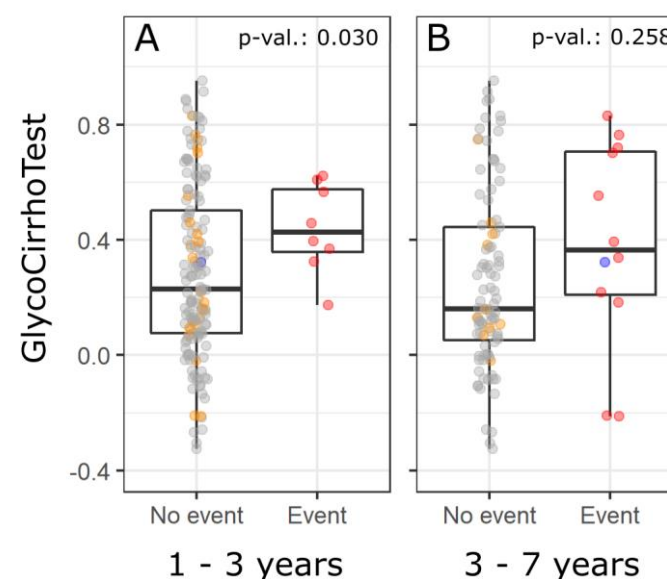 A
p-val.: 0.030
B
p-val.: 0.258
GlycoCirrhoTest
0.8
0.4
0.0
-0.4
No event
Event
No event
Event
1 - 3 years
3 - 7 years